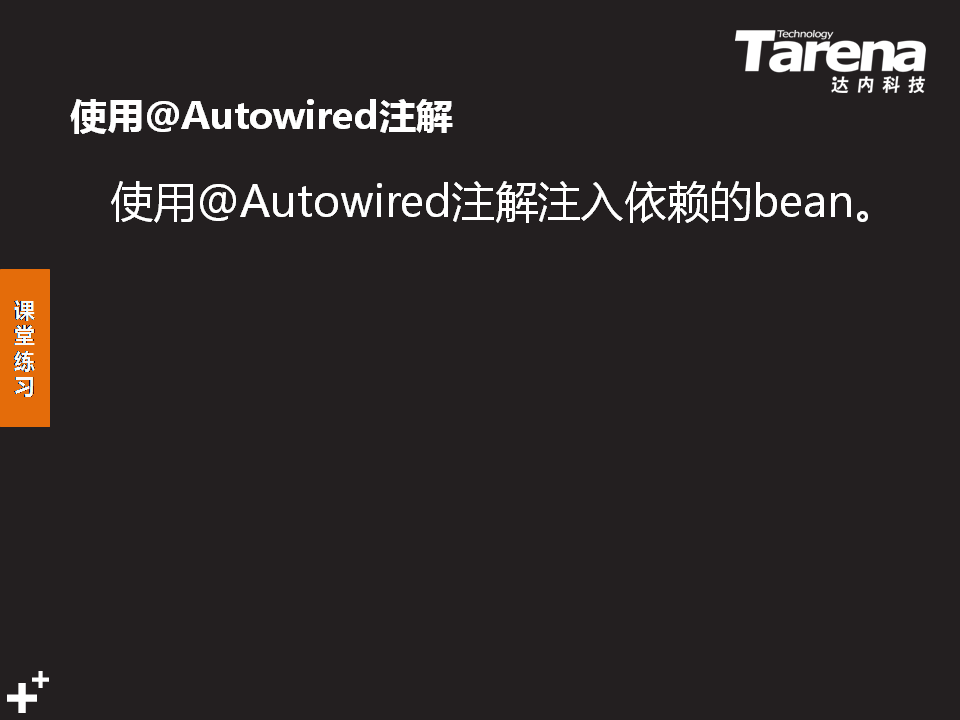 Technology
Tarena
达内科技
使用@Autowired注解
使用@Autowired注解注入依赖的bean。
课
堂
练
习